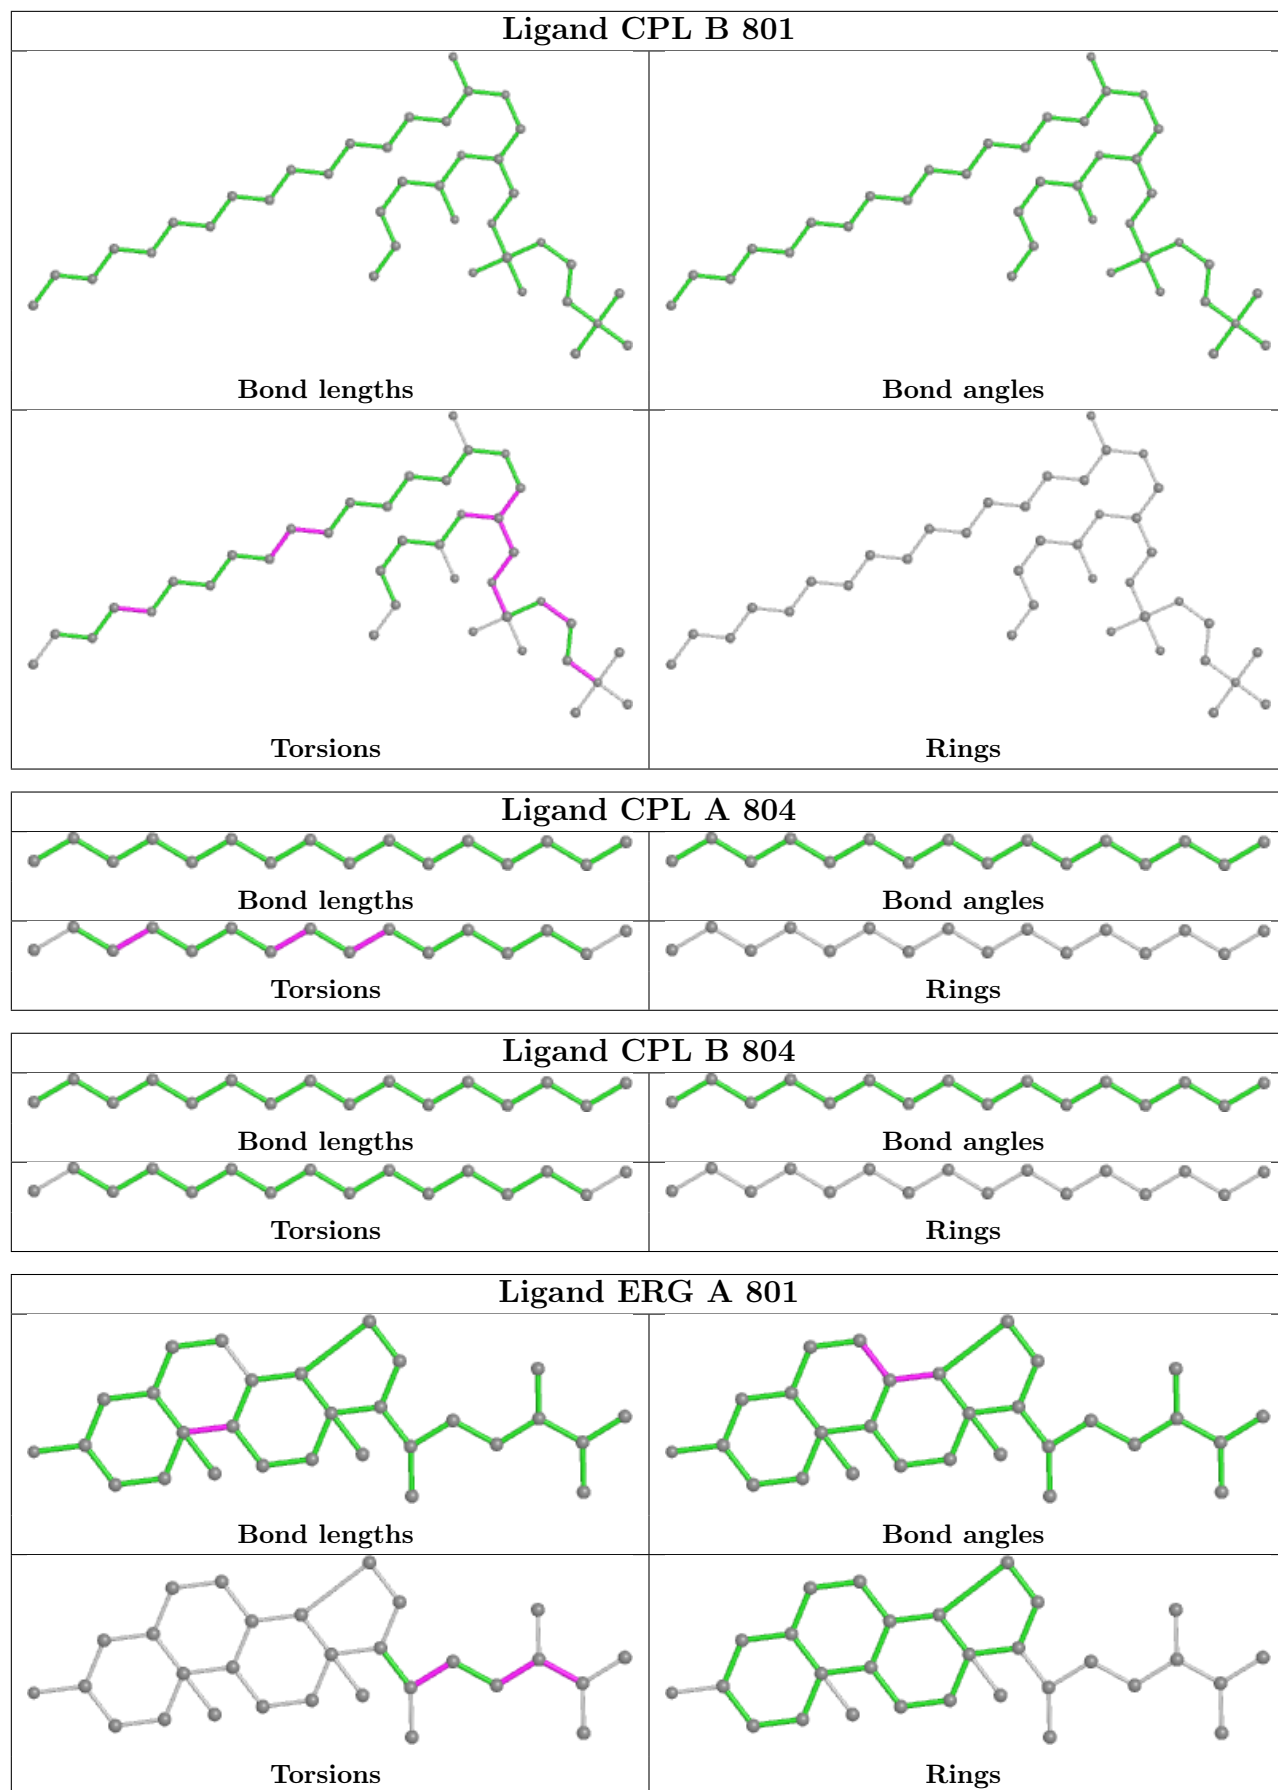 Ligand CPL B 801
Bond lengths
Bond angles
Torsions
Rings
Ligand CPL A 804
Bond lengths
Bond angles
Torsions
Rings
Ligand CPL B 804
Bond lengths
Bond angles
Torsions
Rings
Ligand ERG A 801
Bond lengths
Bond angles
Torsions
Rings